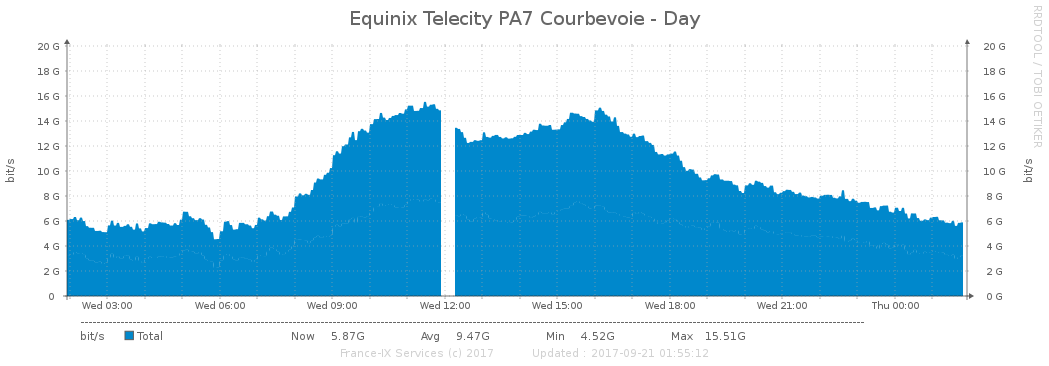 Equinix Telecity PA7 Courbevoie - Day
RRDTOOL / TOBI OETIKER
20 G 20 G
18 G 18 G
16 G 16 G
14 G 14 G
12 G 12 G
10 G 10 G
8 G 8 G
6 G 6 G
4 G 4 G
2 G 2 G
0 0 G
bit/s bit/s
Wed 03:00 Wed 06:00 Wed 09:00 Wed 12:00 Wed 15:00 Wed 18:00 Wed 21:00 Thu 00:00
bit/s Total Now 5.87G Avg 9.47G Min 4.52G Max 15.51G
France-IX Services (c) 2017 Updated : 2017-09-21 01:55:12